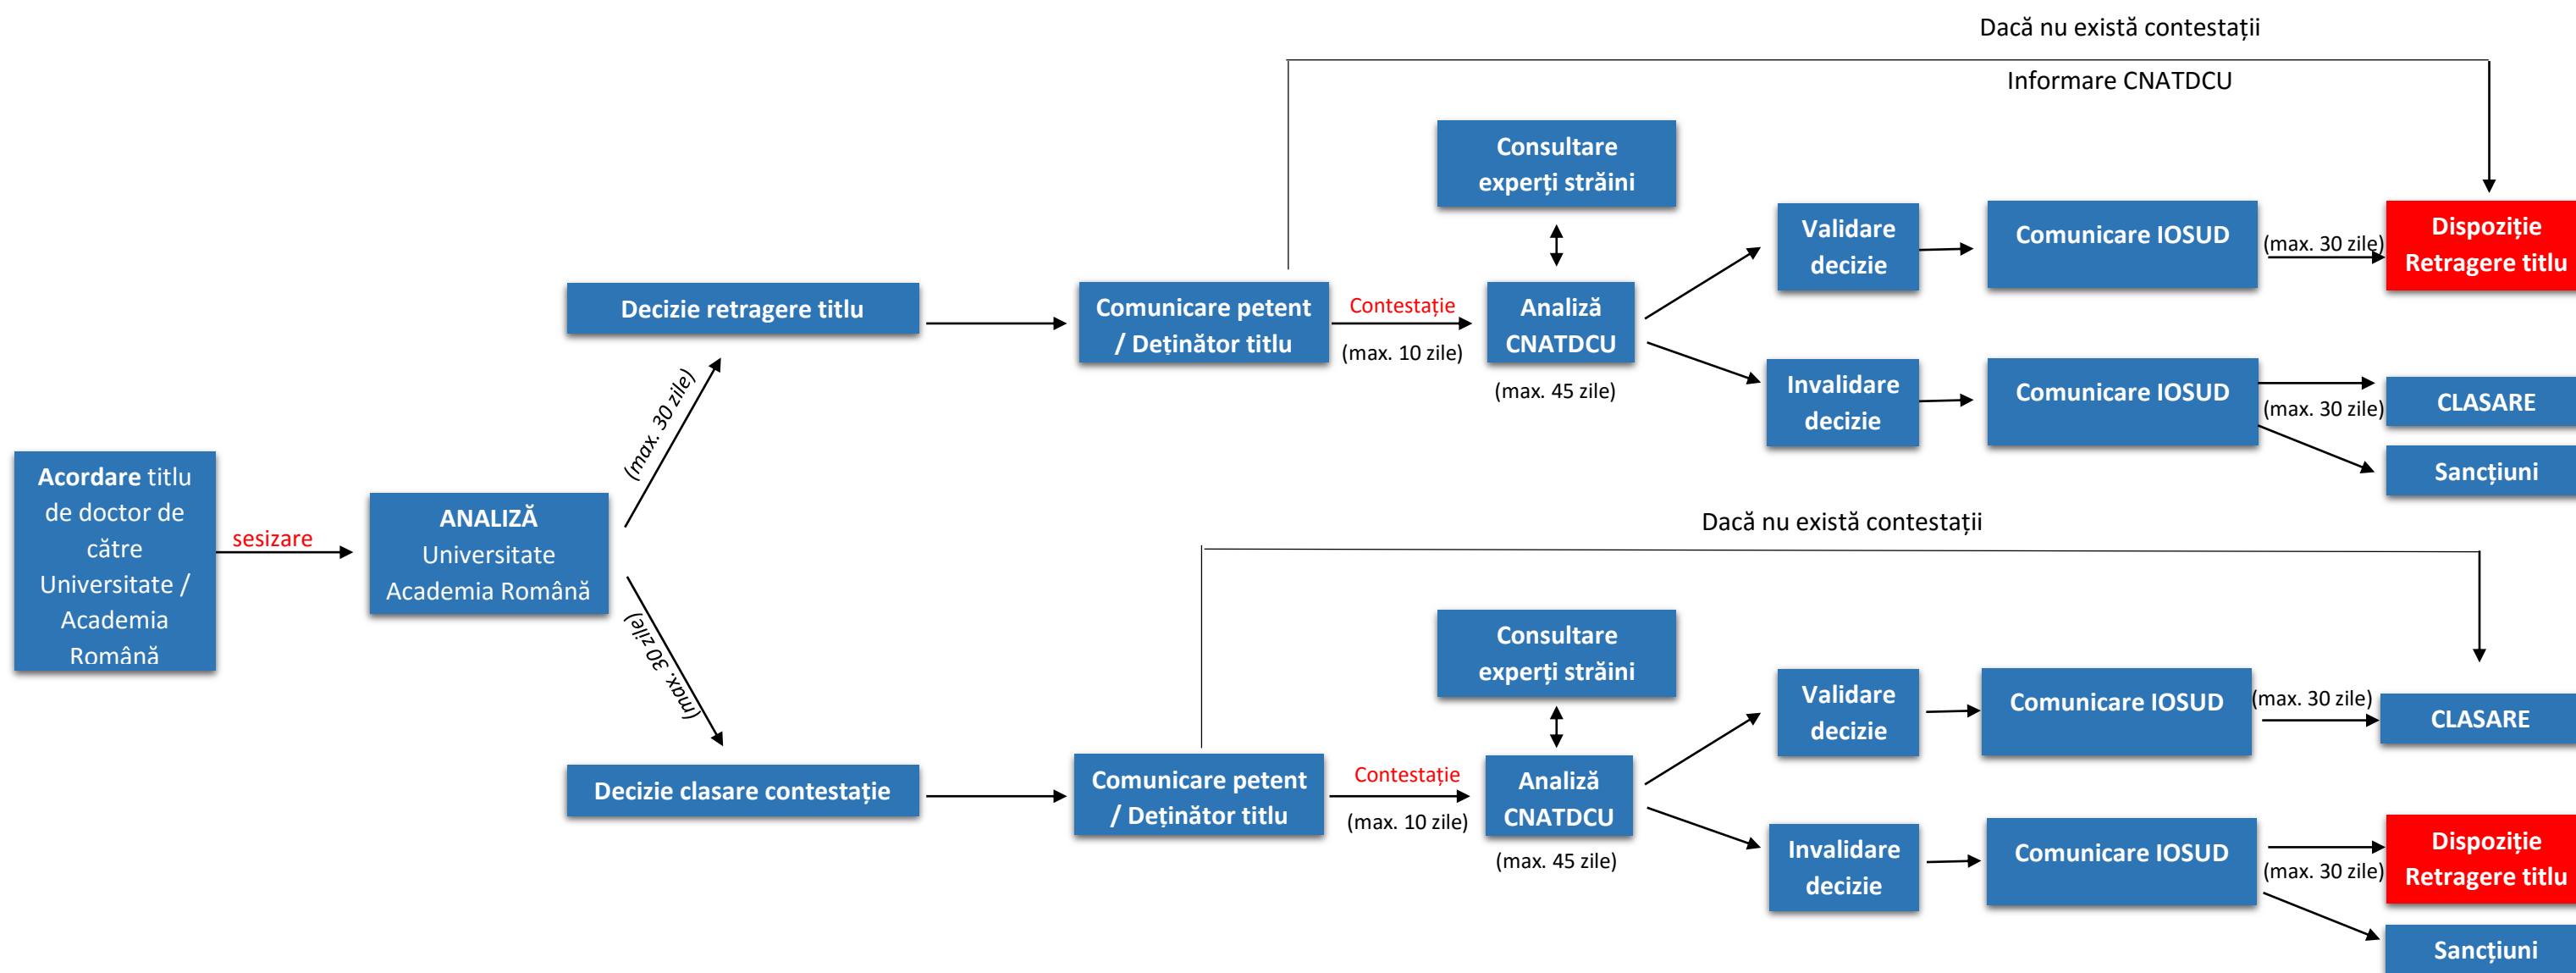 Dacă nu există contestații
Informare CNATDCU
Consultare
experți străini
Validare
decizie
Comunicare IOSUD
(max. 30 zile)
Dispoziție
Retragere titlu
Decizie retragere titlu
Comunicare petent
/ Deținător titlu
Contestație
(max. 10 zile)
Analiză
CNATDCU
(max. 45 zile)
Invalidare
decizie
Comunicare IOSUD
(max. 30 zile)
CLASARE
Sancțiuni
(max. 30 zile)
Acordare titlu
de doctor de
către
Universitate /
Academia
Română
sesizare
ANALIZĂ
Universitate
Academia Română
(max. 30 zile)
Dacă nu există contestații
Consultare
experți străini
Validare
decizie
Comunicare IOSUD
(max. 30 zile)
CLASARE
Decizie clasare contestație
Comunicare petent
/ Deținător titlu
Contestație
(max. 10 zile)
Analiză
CNATDCU
(max. 45 zile)
Invalidare
decizie
Comunicare IOSUD
(max. 30 zile)
Dispoziție
Retragere titlu
Sancțiuni